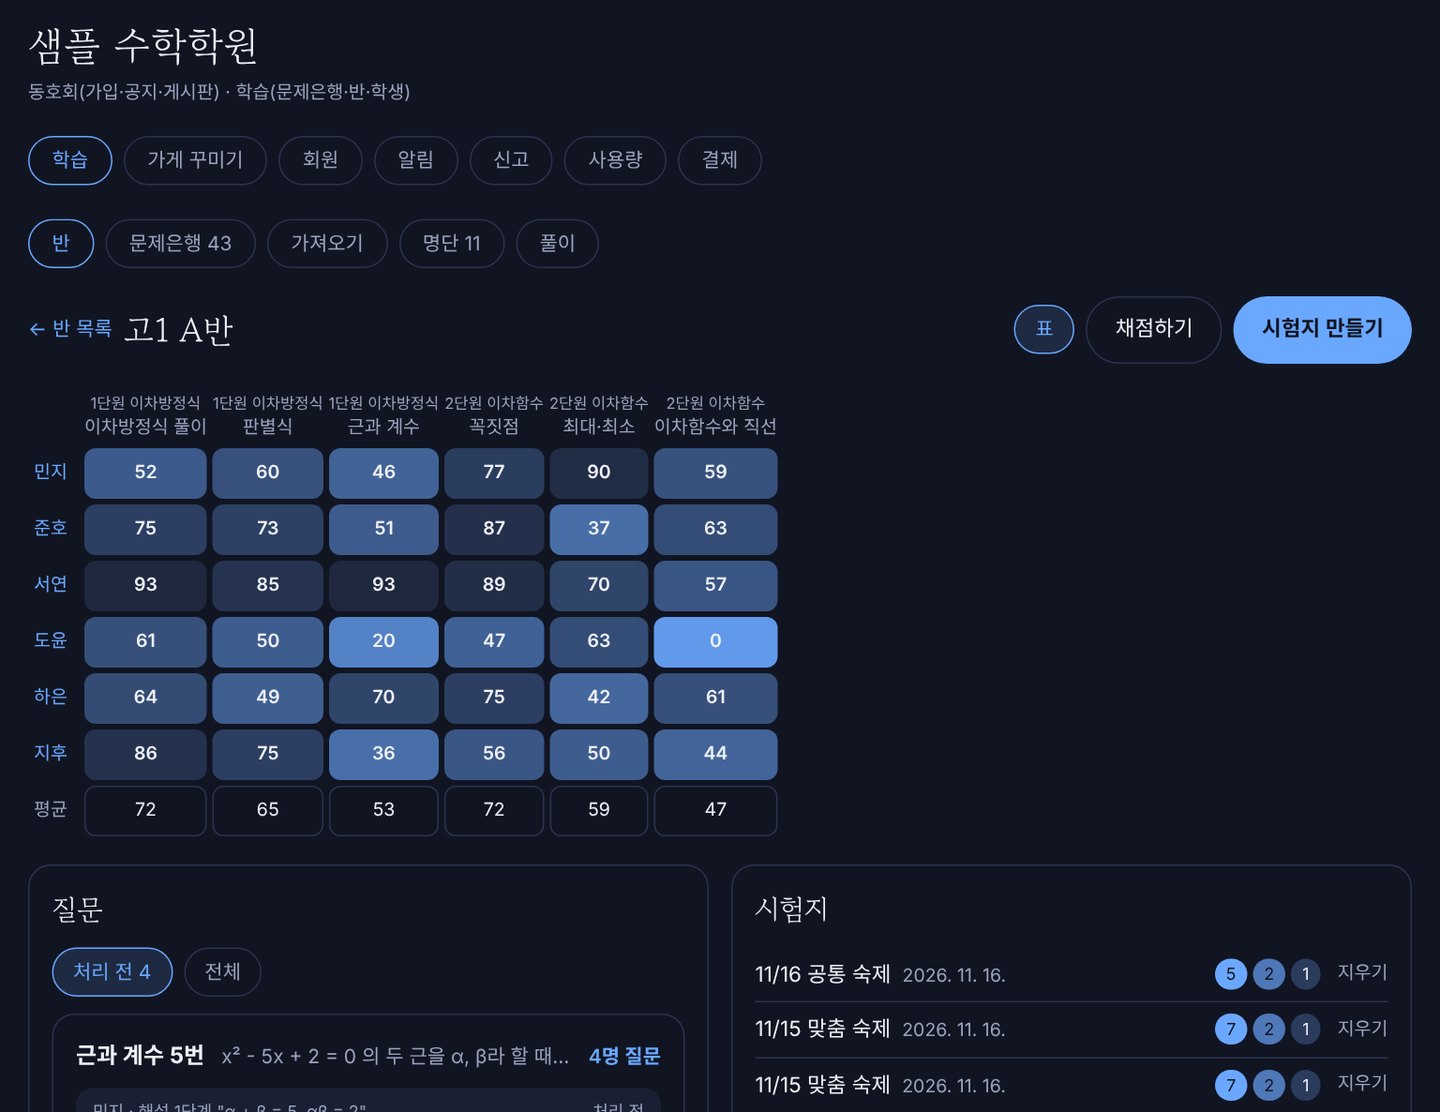 샘플 수학학원
동호회(가입·공지·게시판) · 학습(문제은행·반·학생)
학습 가게 꾸미기 회원 알림 신고 사용량 결제
반 문제은행 43 가져오기 명단 11 풀이
← 반 목록 고1 A반 표 채점하기 시험지 만들기
1단원 이차방정식 1단원 이차방정식 1단원 이차방정식 2단원 이차함수 2단원 이차함수 2단원 이차함수
이차방정식 풀이 판별식 근과 계수 꼭짓점 최대·최소 이차함수와 직선
민지 52 60 46 77 90 59
준호 75 73 51 87 37 63
서연 93 85 93 89 70 57
도윤 61 50 20 47 63 0
하은 64 49 70 75 42 61
지후 86 75 36 56 50 44
평균 72 65 53 72 59 47
질문
처리 전 4 전체
근과 계수 5번 x² - 5x + 2 = 0 의 두 근을 α, β라 할 때... 4명 질문
민지 · 해설 1단계 "α + β = 5, αβ = 2" 처리 전
시험지
11/16 공통 숙제 2026. 11. 16. 5 2 1 지우기
11/15 맞춤 숙제 2026. 11. 16. 7 2 1 지우기
11/15 맞춤 숙제 2026. 11. 16. 7 2 1 지우기